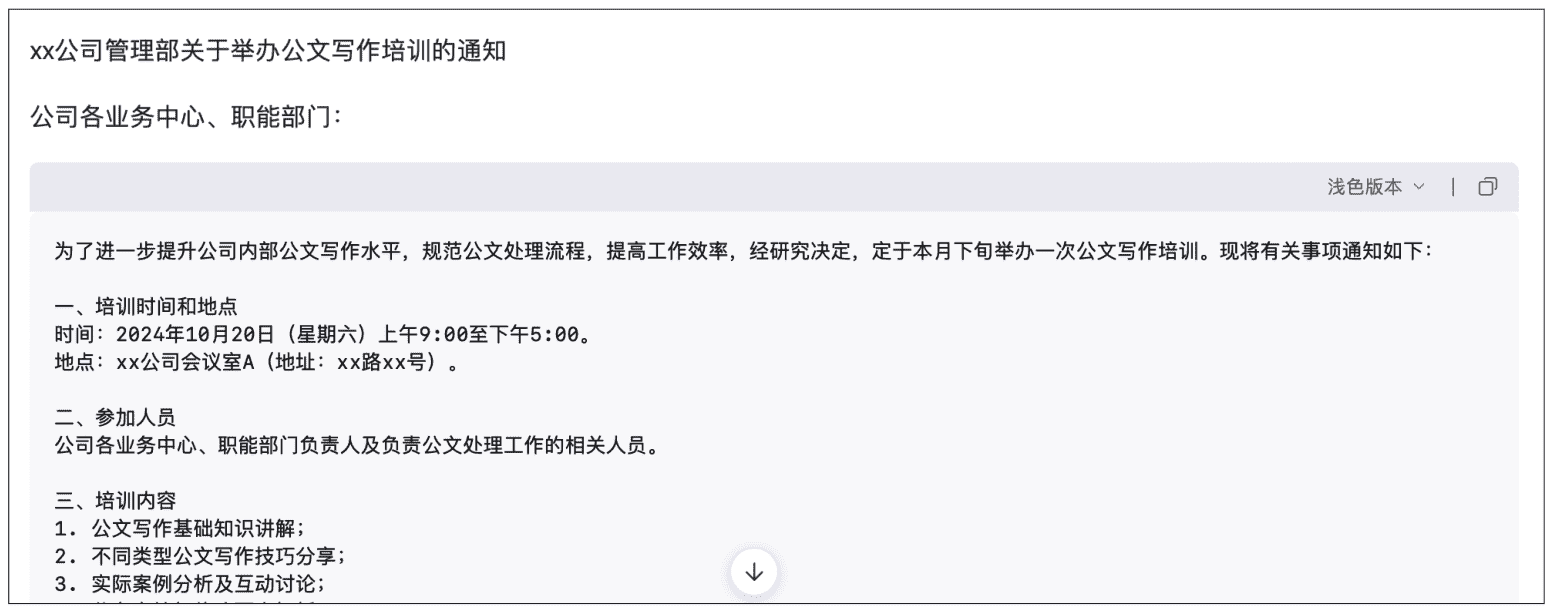 xx公司管理部关于举办公文写作培训的通知
公司各业务中心、职能部门：
浅色版本
为了进一步提升公司内部公文写作水平，规范公文处理流程，提高工作效率，经研究决定，定于本月下旬举办一次公文写作培训。现将有关事项通知如下：
一、培训时间和地点
时间：2024年10月20日（星期六）上午9:00至下午5:00。
地点：xx公司会议室A（地址：xx路xx号）。
二、参加人员
公司各业务中心、职能部门负责人及负责公文处理工作的相关人员。
三、培训内容
1. 公文写作基础知识讲解；
2. 不同类型公文写作技巧分享；
3. 实际案例分析及互动讨论；